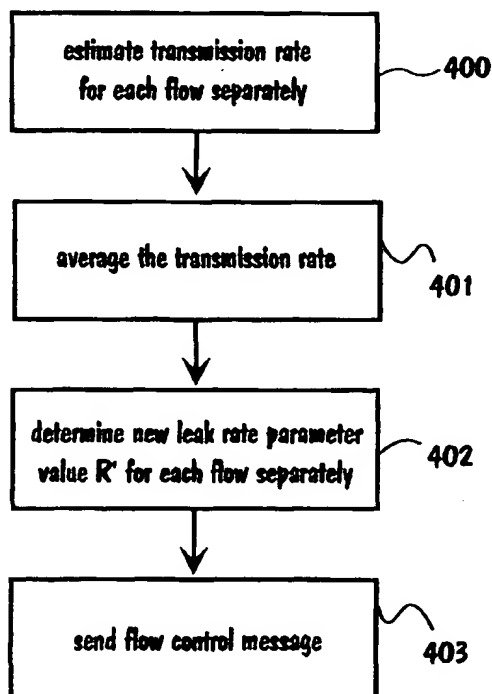 estimate transmission rate
for each flow separately
400
average the transmission rate
401
determine new leak rate parameter
value R' for each flow separately
402
send flow control message
403